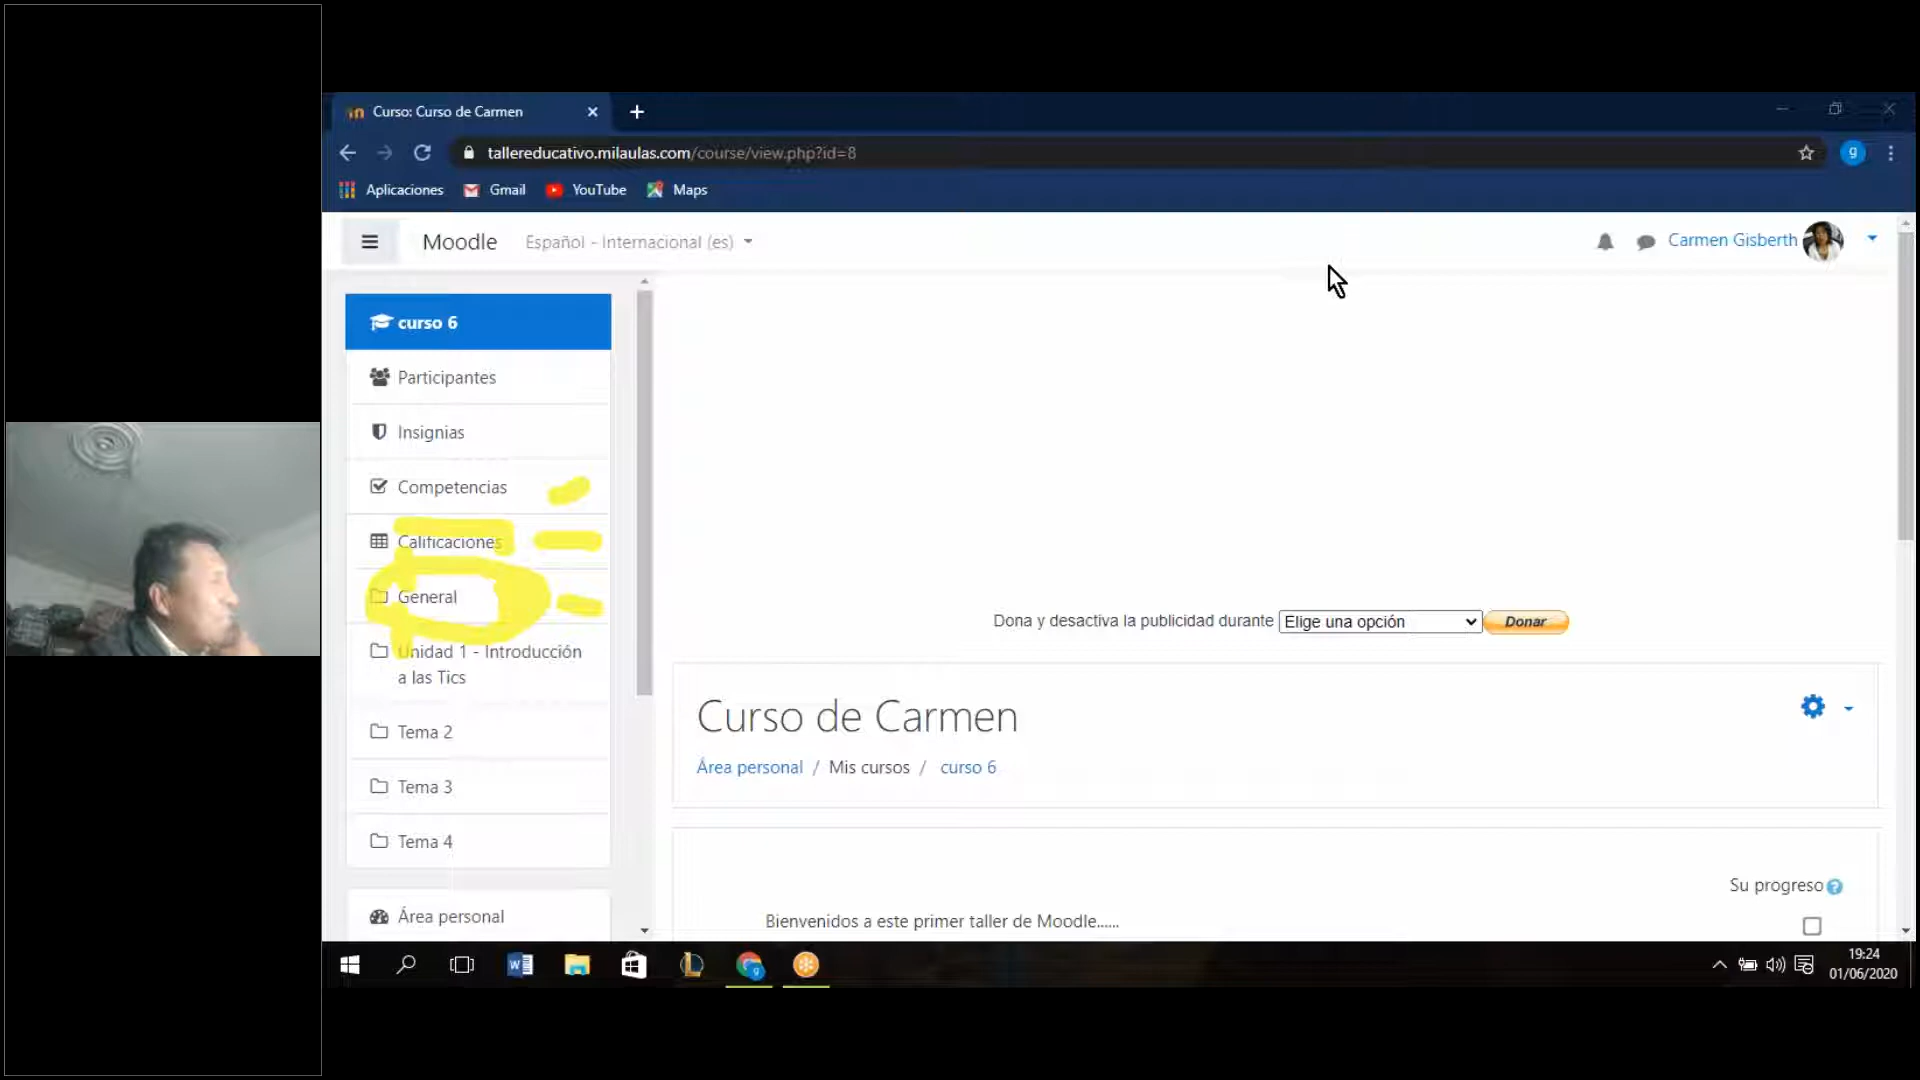 Curso: Curso de Carmen
tallereducativo.milaulas.com/course/view.php?id=8
g
Aplicaciones
Gmail
YouTube
Maps
Moodle
Español - Internacional (es)
Carmen Gisberth
curso 6
Participantes
Insignias
Competencias
Calificaciones
General
Unidad 1 - Introducción
a las Tics
Tema 2
Tema 3
Tema 4
Área personal
Dona y desactiva la publicidad durante Elige una opción Donar
Curso de Carmen
Área personal / Mis cursos / curso 6
Su progreso
Bienvenidos a este primer taller de Moodle......
19:24
01/06/2020